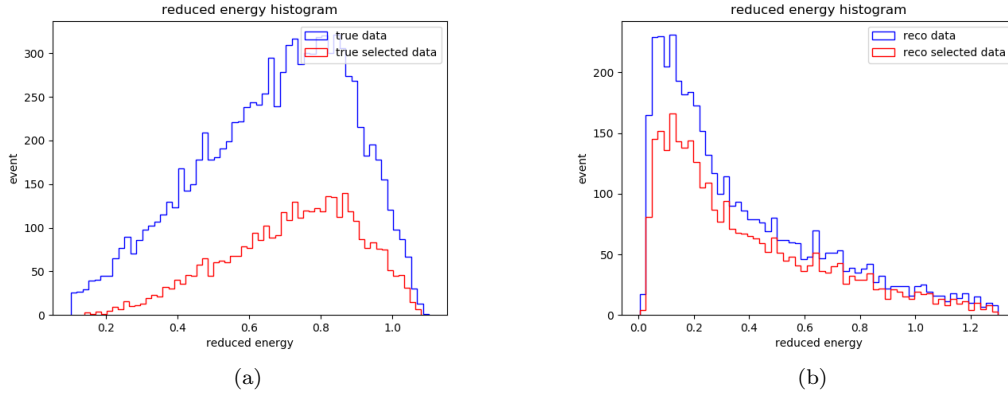 reduced energy histogram
true data
true selected data
300
250
200
150
100
50
0
event
0.2 0.4 0.6 0.8 1.0
reduced energy
(a)
reduced energy histogram
reco data
reco selected data
200
150
100
50
0
event
0.0 0.2 0.4 0.6 0.8 1.0 1.2
reduced energy
(b)